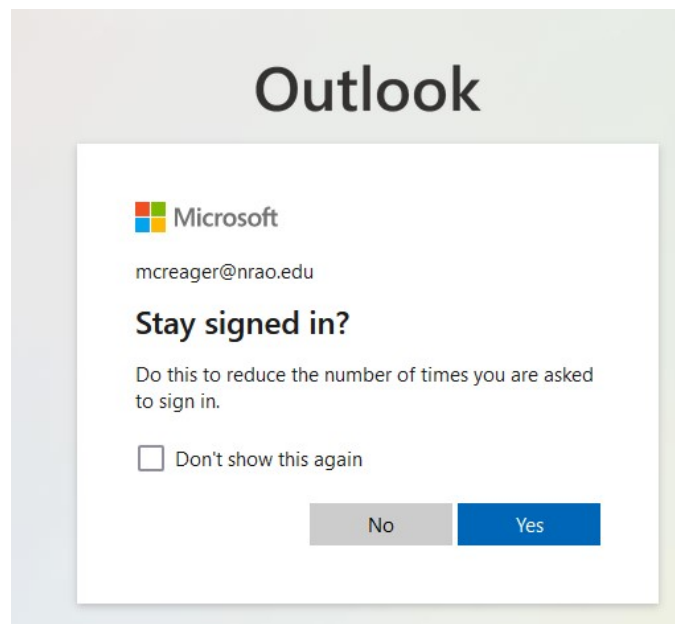 Outlook
Microsoft
mcreager@nrao.edu
Stay signed in?
Do this to reduce the number of times you are asked
to sign in.
Don't show this again
No Yes